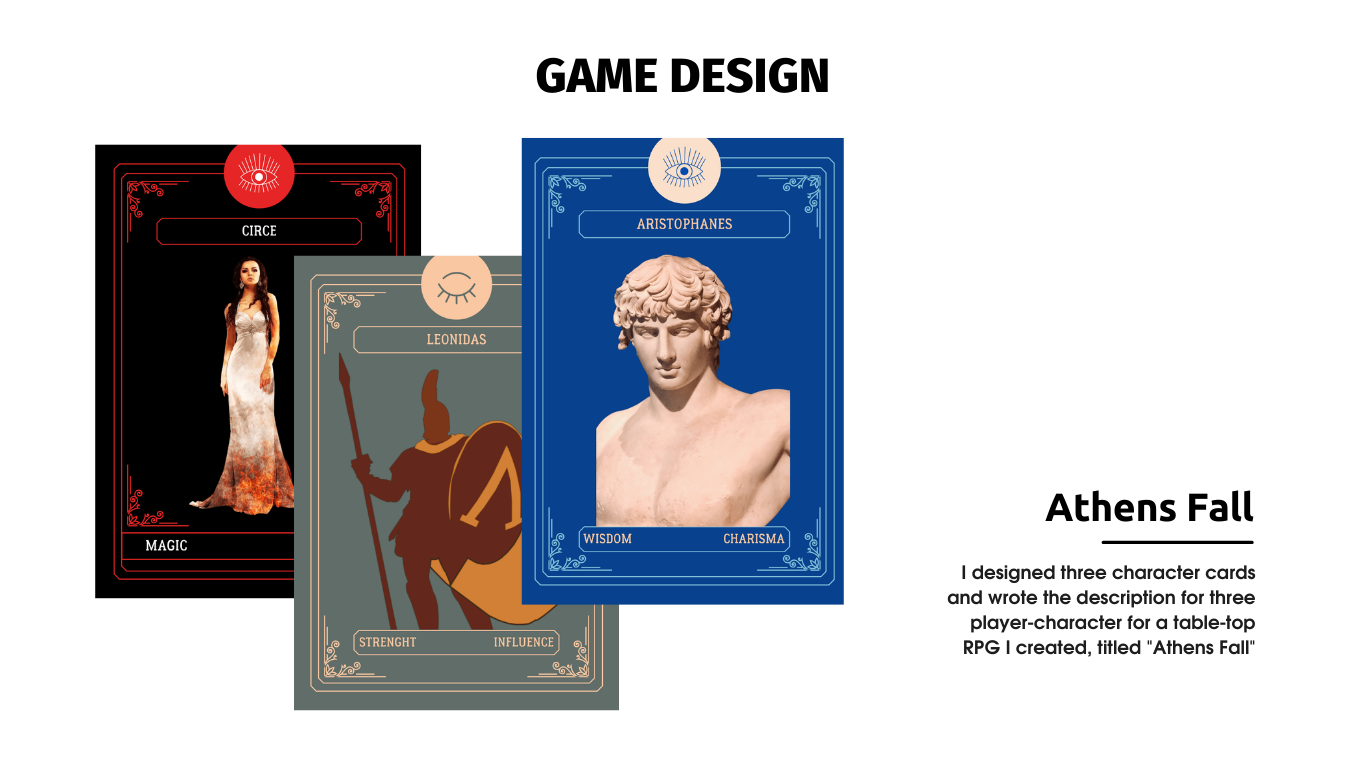 GAME DESIGN
CIRCE
MAGIC
LEONIDAS
STRENGHT INFLUENCE
ARISTOPHANES
WISDOM CHARISMA
Athens Fall
I designed three character cards
and wrote the description for three
player-character for a table-top
RPG I created, titled "Athens Fall"